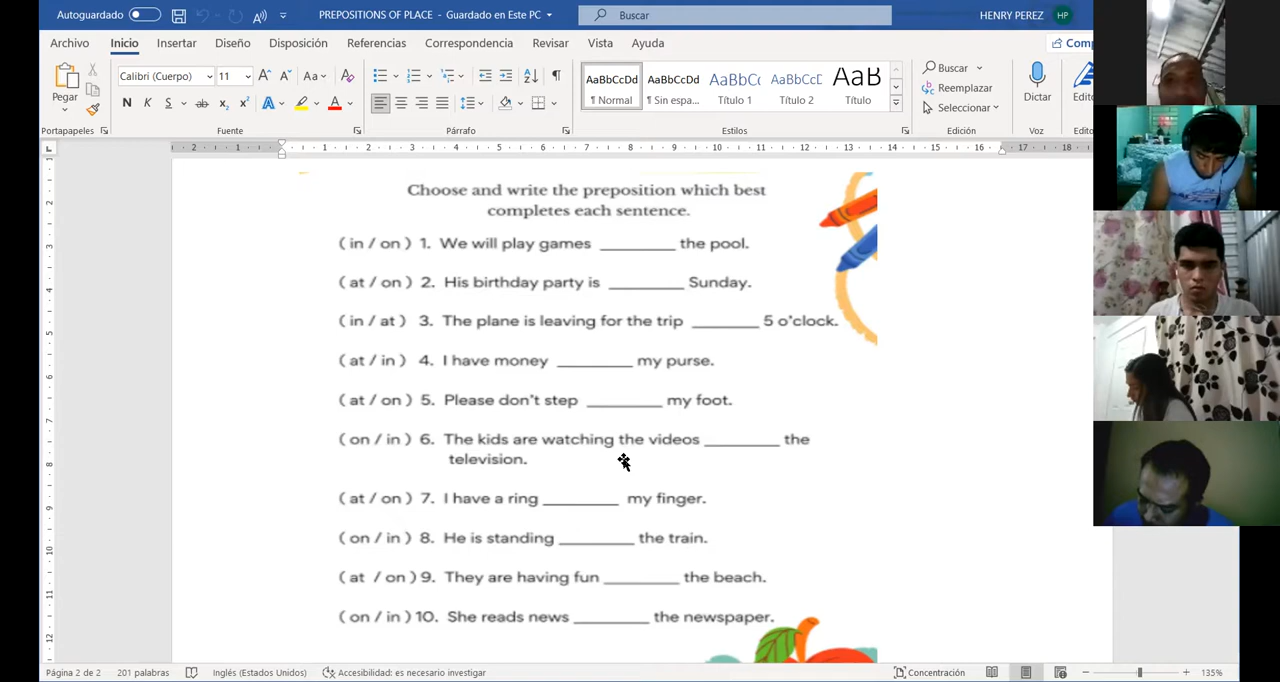 Autoguardado
PREPOSITIONS OF PLACE - Guardado en Este PC
Buscar
HENRY PEREZ HP
Archivo Inicio Insertar Diseño Disposición Referencias Correspondencia Revisar Vista Ayuda
Pegar
Calibri (Cuerpo) 11
AaBbCcDd AaBbCcDd AaBbCc AaBbCcD AaB
¶ Normal ¶ Sin espa... Título 1 Título 2 Título
Buscar
Reemplazar
Seleccionar
Dictar
Portapapeles Fuente Párrafo Estilos Edición Voz
Choose and write the preposition which best
completes each sentence.
( in / on ) 1. We will play games ________ the pool.
( at / on ) 2. His birthday party is ________ Sunday.
( in / at ) 3. The plane is leaving for the trip ________ 5 o'clock.
( at / in ) 4. I have money ________ my purse.
( at / on ) 5. Please don't step ________ my foot.
( on / in ) 6. The kids are watching the videos ________ the
television.
( at / on ) 7. I have a ring ________ my finger.
( on / in ) 8. He is standing ________ the train.
( at / on ) 9. They are having fun ________ the beach.
( on / in ) 10. She reads news ________ the newspaper.
Página 2 de 2 201 palabras Inglés (Estados Unidos) Accesibilidad: es necesario investigar Concentración 135%